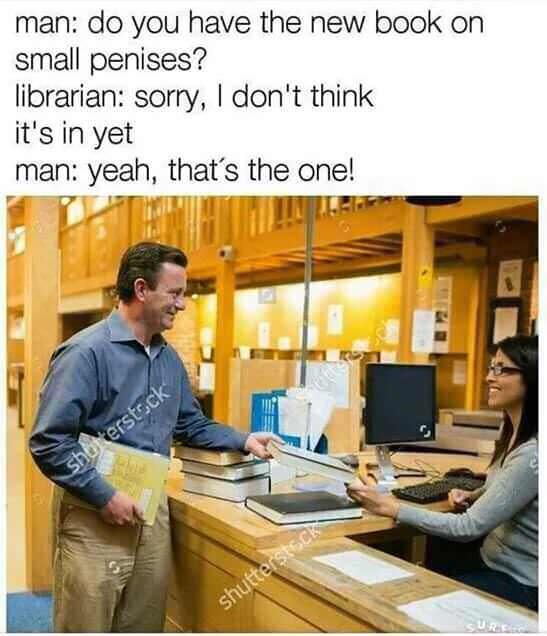 man: do you have the new book on
small penises?
librarian: sorry, I don't think
it's in yet
man: yeah, that´s the one!
shutterstock
shutterstock
shutterstock